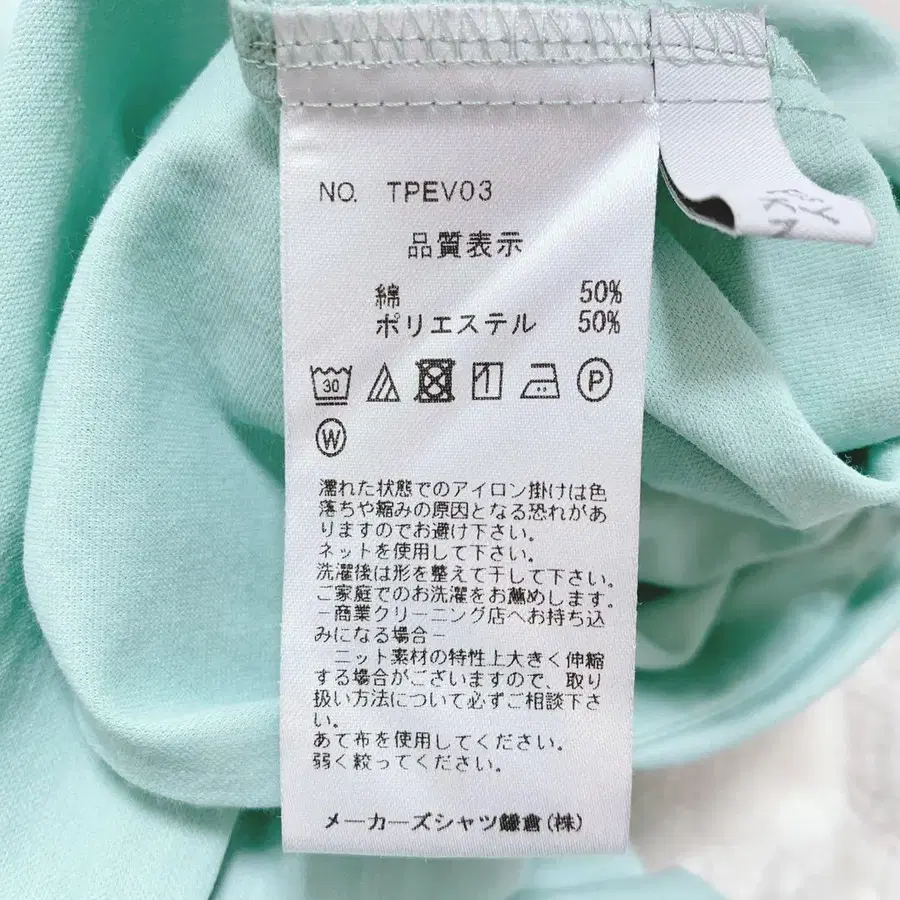 NO. TPEV03
品質表示
綿 50%
ポリエステル 50%
30
P
W
濡れた状態でのアイロン掛けは色
落ちや縮みの原因となる恐れがあ
りますのでお避け下さい。
ネットを使用して下さい。
洗濯後は形を整えて干して下さい。
ご家庭でのお洗濯をお薦めします。
－商業クリーニング店へお持ち込
みになる場合－
ニット素材の特性上大きく伸縮
する場合がございますので、取り
扱い方法について必ずご相談下さ
い。
あて布を使用してください。
弱く絞ってください。
メーカーズシャツ鎌倉(株)